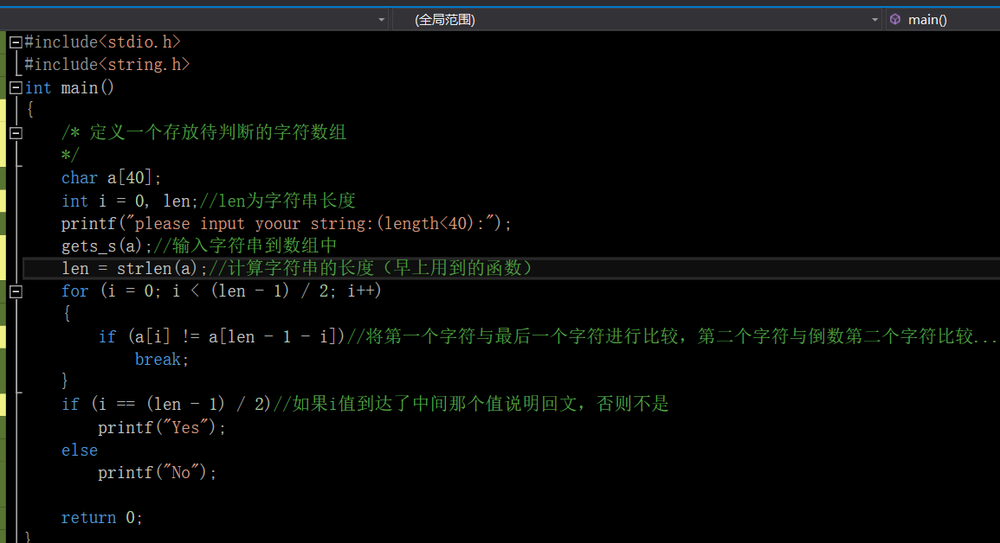 (全局范围) main()
#include<stdio.h>
#include<string.h>
int main()
{
/* 定义一个存放待判断的字符数组
*/
char a[40];
int i = 0, len;//len为字符串长度
printf("please input yoour string:(length<40):");
gets_s(a);//输入字符串到数组中
len = strlen(a);//计算字符串的长度（早上用到的函数）
for (i = 0; i < (len - 1) / 2; i++)
{
if (a[i] != a[len - 1 - i])//将第一个字符与最后一个字符进行比较，第二个字符与倒数第二个字符比较...
break;
}
if (i == (len - 1) / 2)//如果i值到达了中间那个值说明回文，否则不是
printf("Yes");
else
printf("No");
return 0;
}